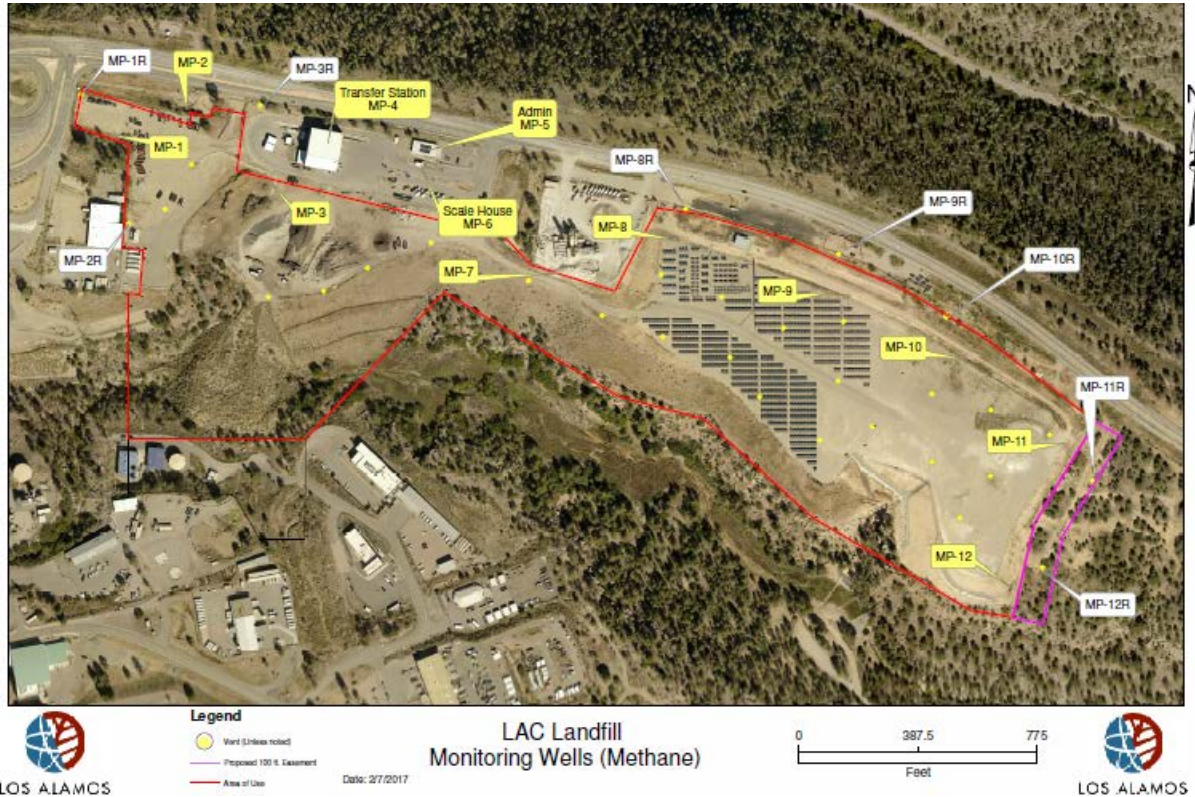 MP-1R
MP-2
MP-3R
Transfer Station
MP-4
Admin
MP-5
N
MP-1
MP-8R
MP-9R
MP-3
Scale House
MP-6
MP-8
MP-2R
MP-10R
MP-7
MP-9
MP-10
MP-11R
MP-11
MP-12
MP-12R
LOS ALAMOS
Legend
Vent (Unless noted)
Proposed 100 ft. Easement
Area of Use
Date: 2/7/2017
LAC Landfill
Monitoring Wells (Methane)
0 387.5 775
Feet
LOS ALAMOS